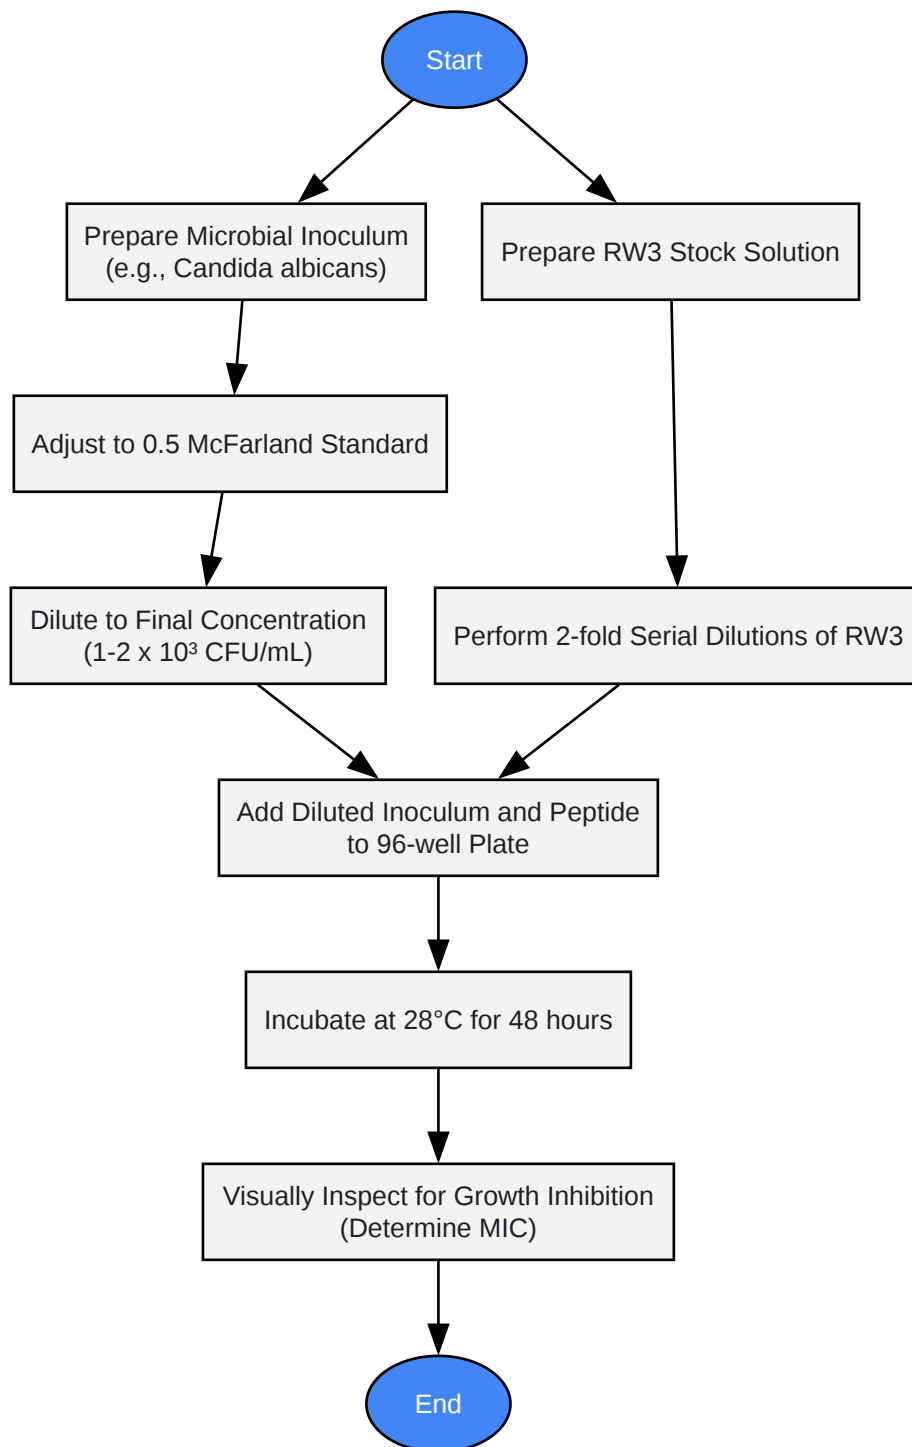 Start
Prepare Microbial Inoculum
(e.g., Candida albicans)
Prepare RW3 Stock Solution
Adjust to 0.5 McFarland Standard
Dilute to Final Concentration
(1-2 x 10³ CFU/mL)
Perform 2-fold Serial Dilutions of RW3
Add Diluted Inoculum and Peptide
to 96-well Plate
Incubate at 28°C for 48 hours
Visually Inspect for Growth Inhibition
(Determine MIC)
End